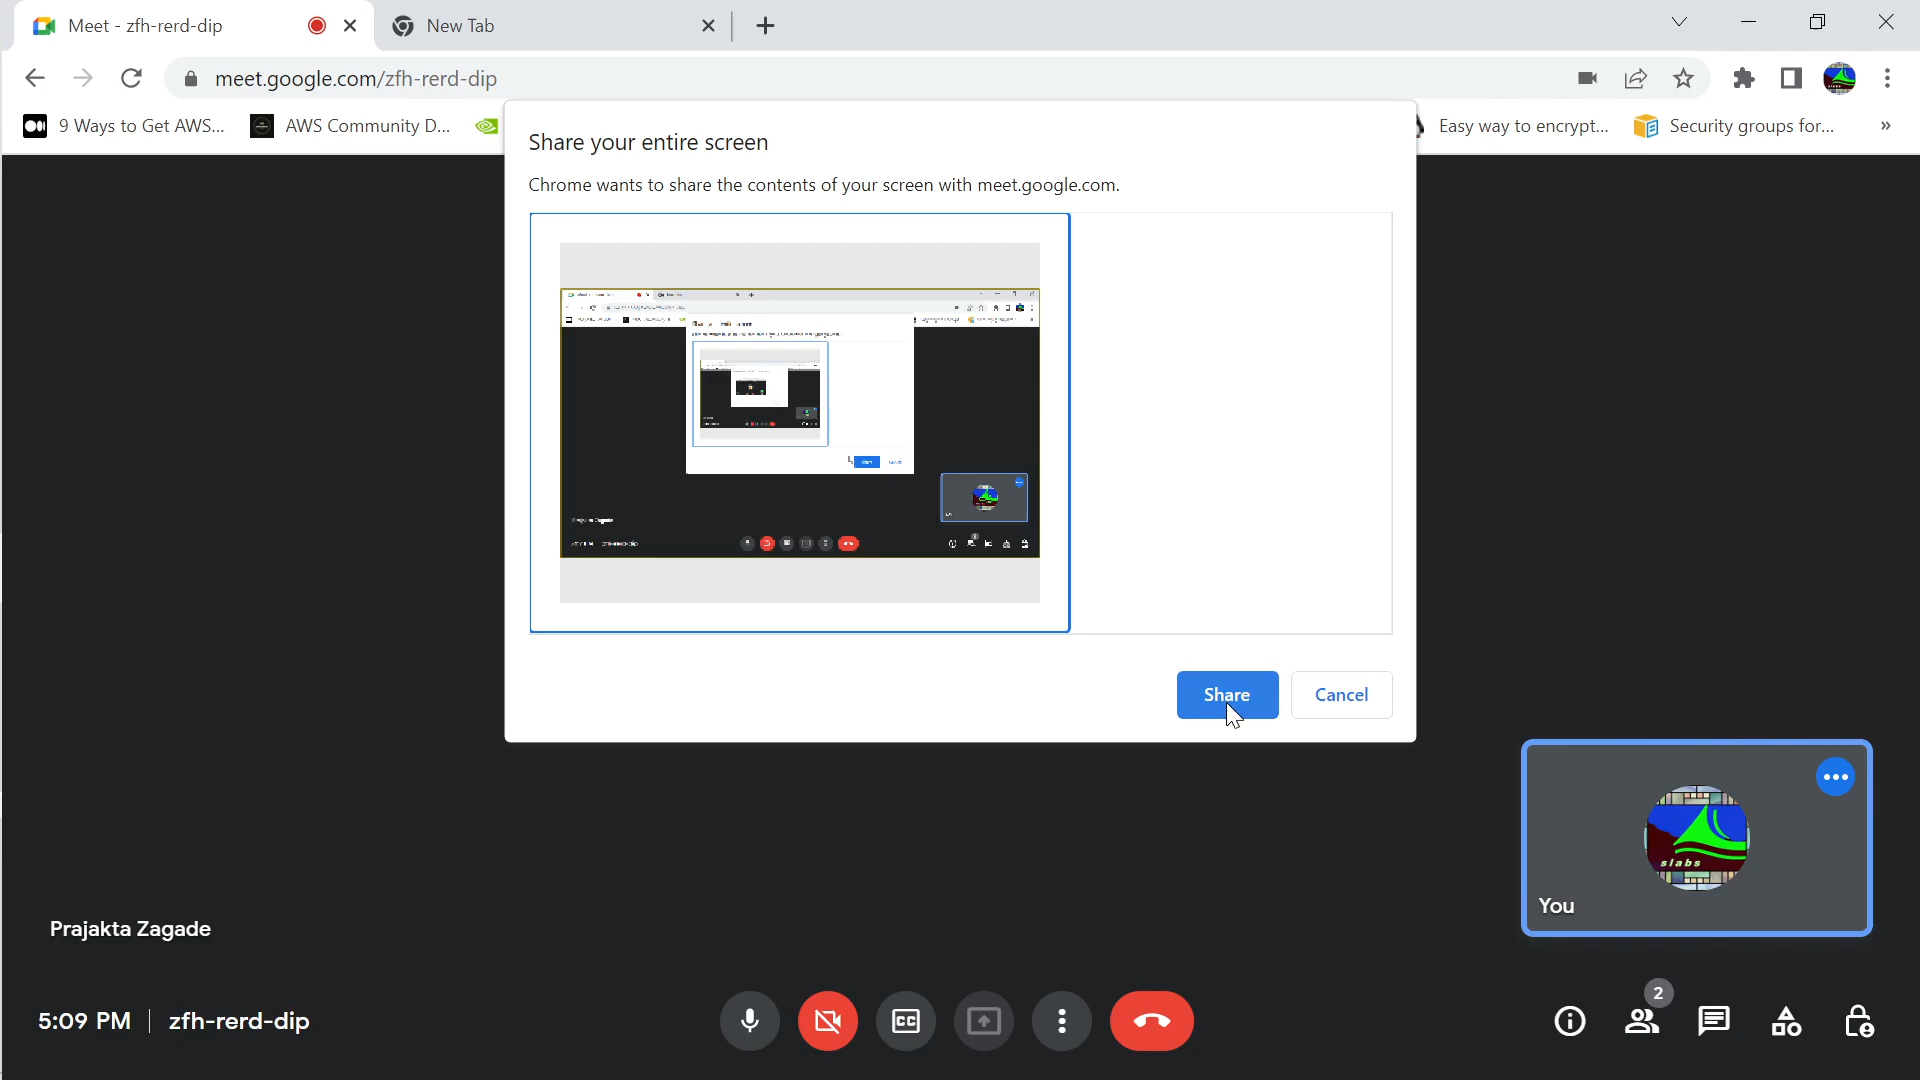 Meet - zfh-rerd-dip
New Tab
meet.google.com/zfh-rerd-dip
9 Ways to Get AWS...
AWS Community D...
Easy way to encrypt...
Security groups for...
Share your entire screen
Chrome wants to share the contents of your screen with meet.google.com.
Share
Cancel
slabs
You
Prajakta Zagade
5:09 PM | zfh-rerd-dip
CC
2